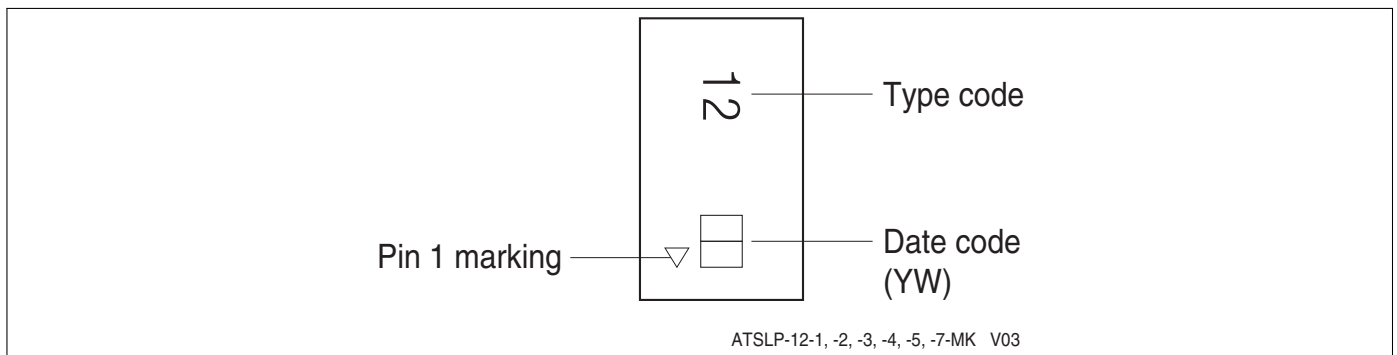 12
Type code
Pin 1 marking
Date code
(YW)
ATSLP-12-1, -2, -3, -4, -5, -7-MK V03